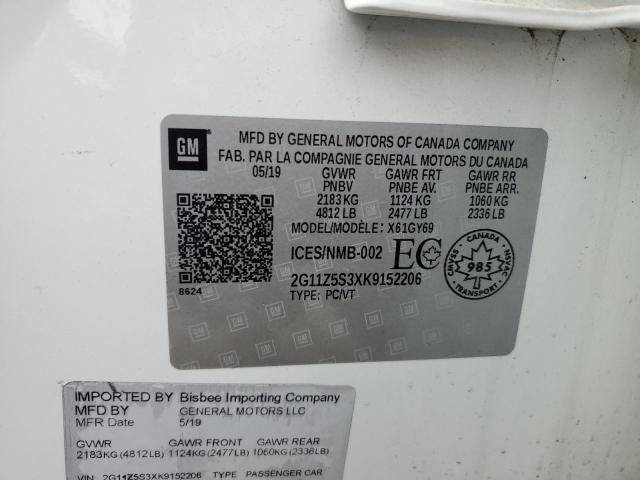 GM
MFD BY GENERAL MOTORS OF CANADA COMPANY
FAB. PAR LA COMPAGNIE GENERAL MOTORS DU CANADA
05/19 GVWR GAWR FRT GAWR RR
PNBV PNBE AV. PNBE ARR.
2183 KG 1124 KG 1060 KG
4812 LB 2477 LB 2336 LB
MODEL/MODÈLE: X61GY69
ICES/NMB-002 EC
2G11Z5S3XK9152206
TYPE: PC/VT
8624
CANADA
CMVSS 985 NSVAC
TRANSPORT
IMPORTED BY Bisbee Importing Company
MFD BY GENERAL MOTORS LLC
MFR Date 5/19
GVWR GAWR FRONT GAWR REAR
2183KG (4812LB) 1124KG (2477LB) 1060KG (2336LB)
VIN 2G11Z5S3XK9152206 TYPE PASSENGER CAR